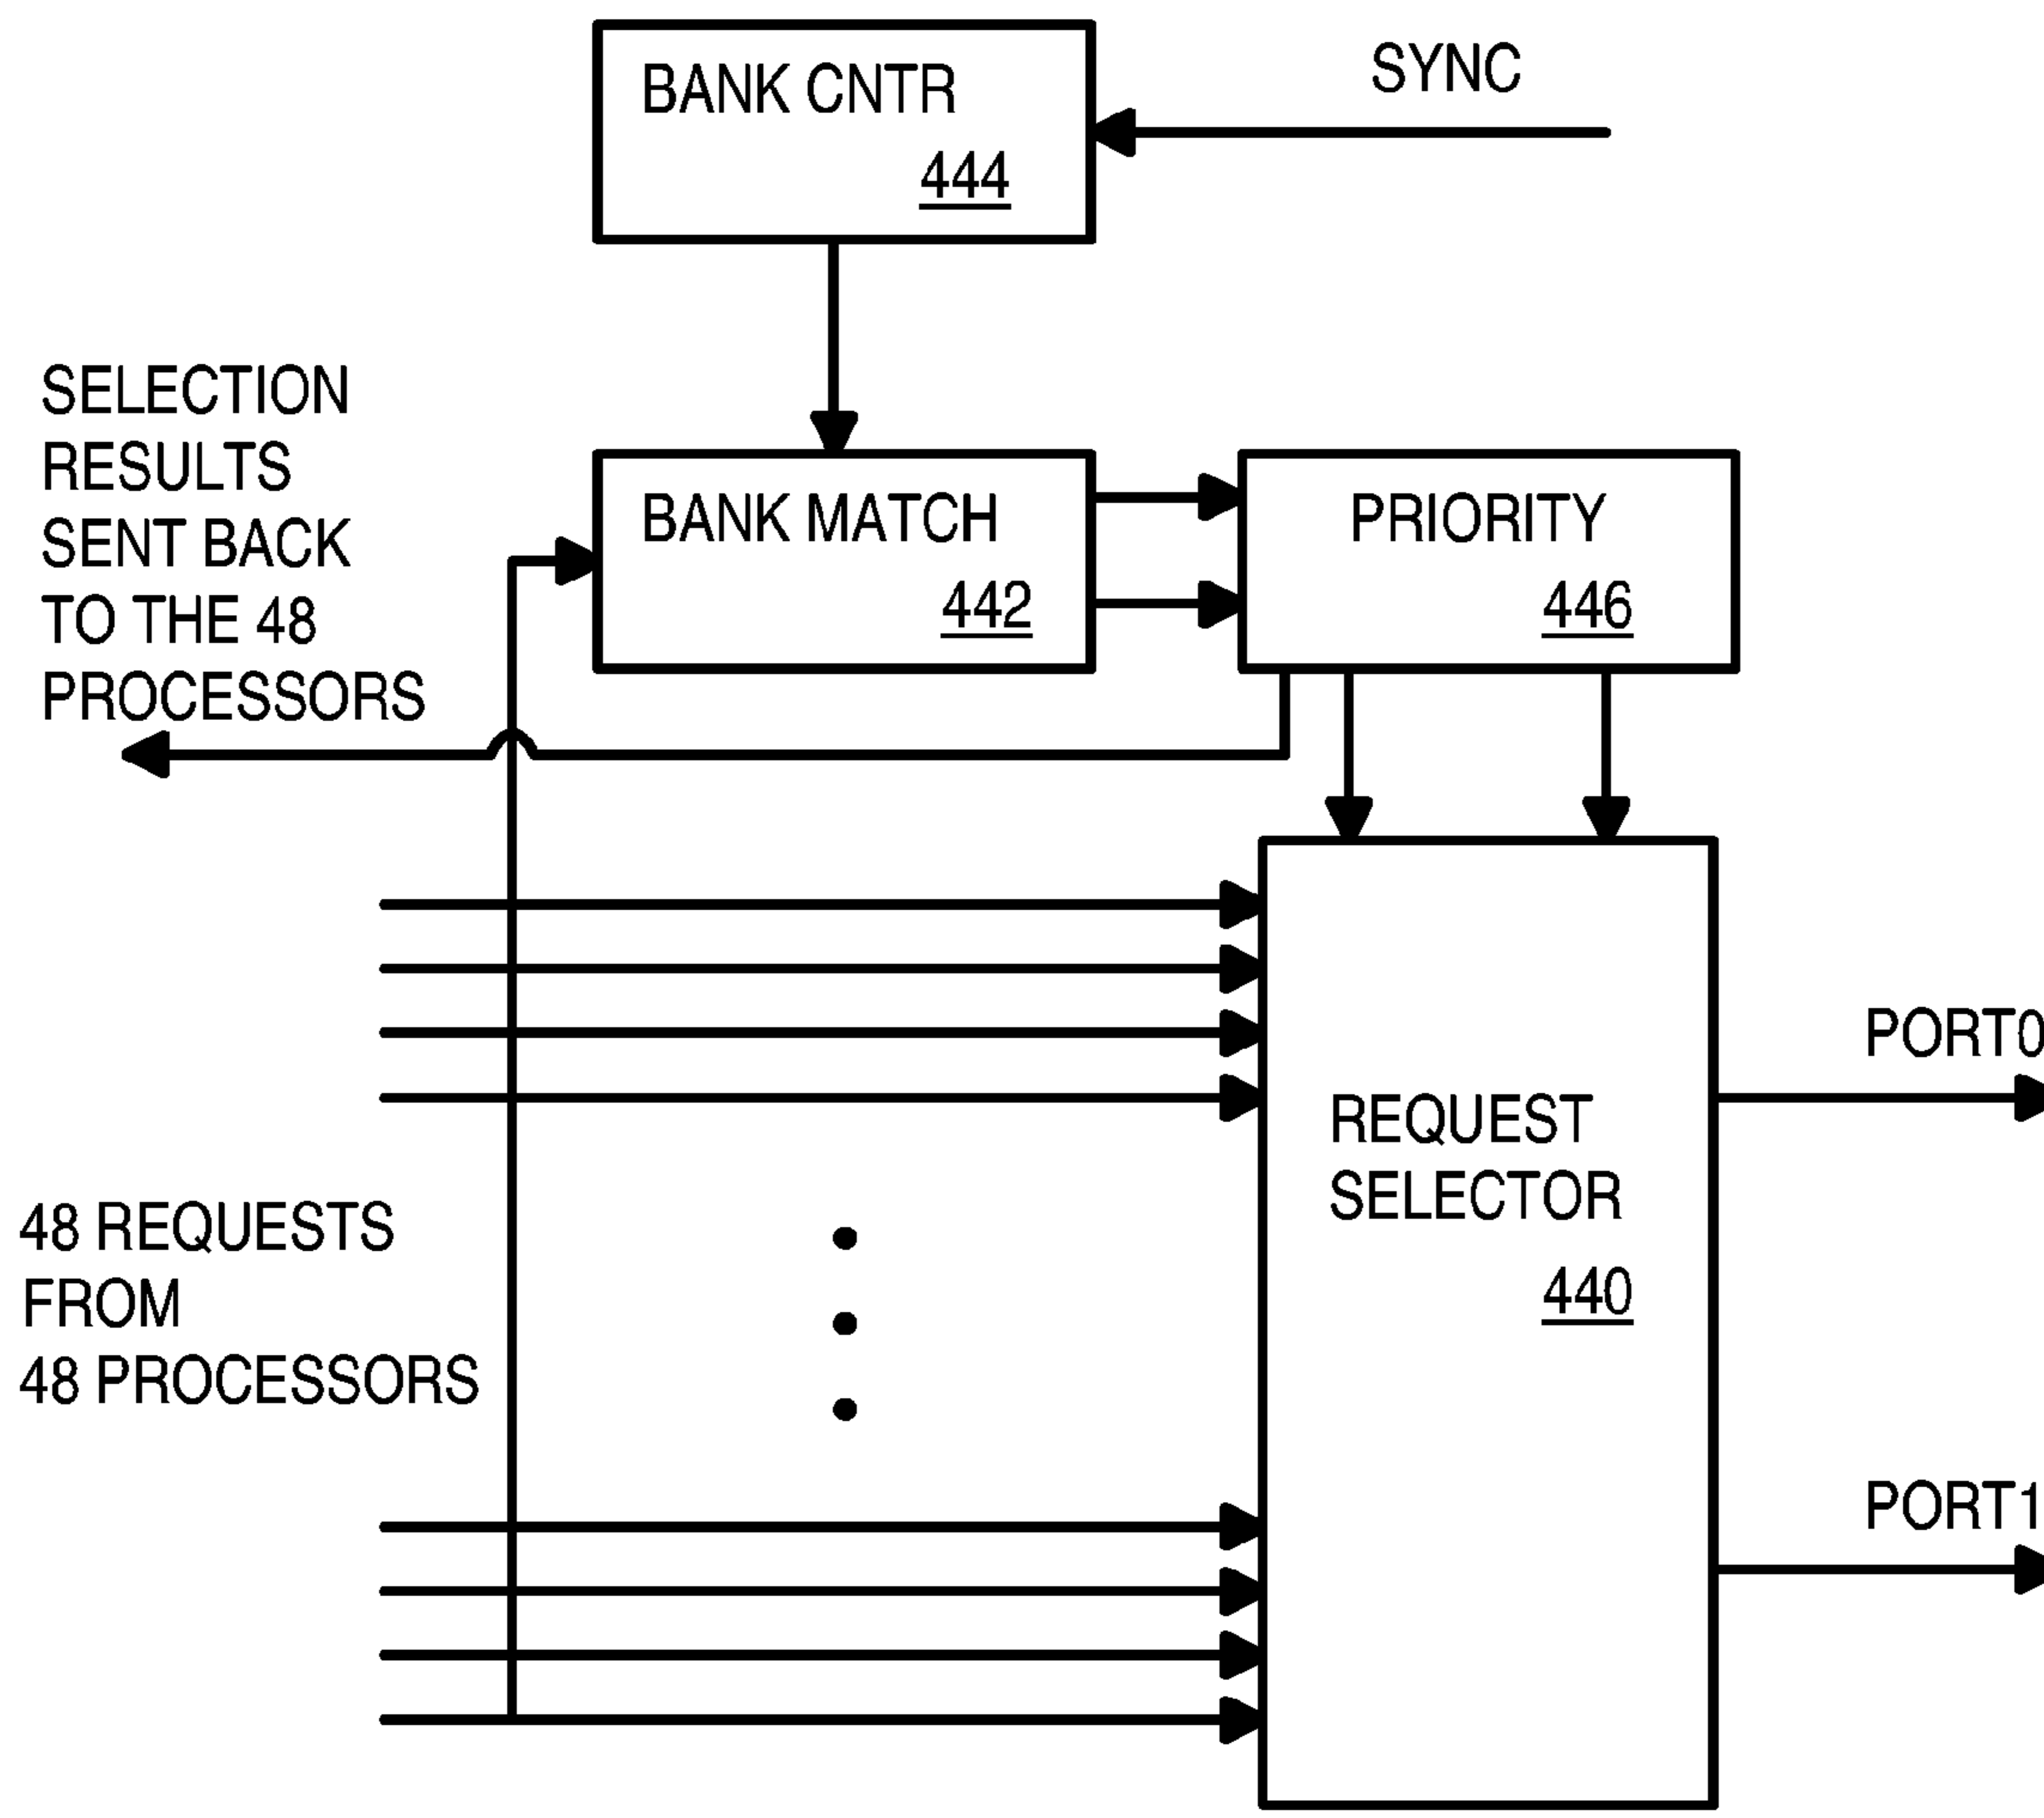 BANK CNTR
444
SYNC
SELECTION
RESULTS
SENT BACK
TO THE 48
PROCESSORS
BANK MATCH
442
PRIORITY
446
48 REQUESTS
FROM
48 PROCESSORS
REQUEST
SELECTOR
440
PORT0
PORT1